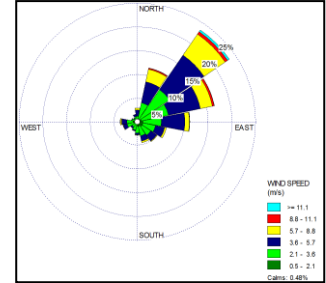 NORTH
25%
20%
15%
10%
5%
WEST
EAST
SOUTH
WIND SPEED
(m/s)
>= 11.1
8.8 - 11.1
5.7 - 8.8
3.6 - 5.7
2.1 - 3.6
0.5 - 2.1
Calms: 0.48%